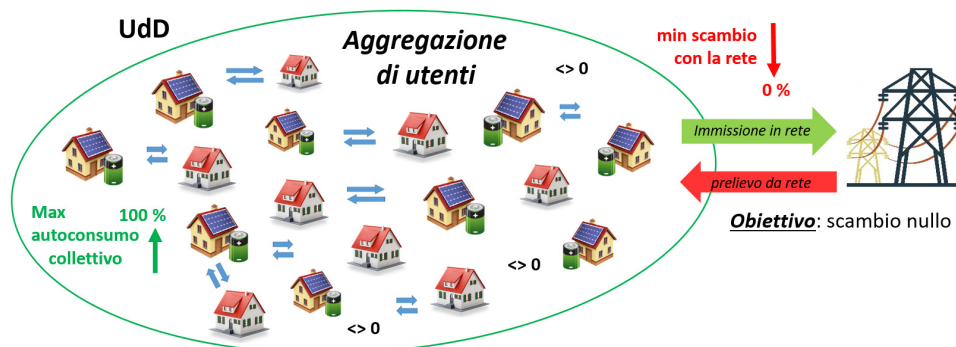 UdD
Aggregazione
di utenti
<> 0
min scambio
con la rete
0 %
Immissione in rete
prelievo da rete
Obiettivo: scambio nullo
Max
100 %
autoconsumo
collettivo
<> 0
<> 0